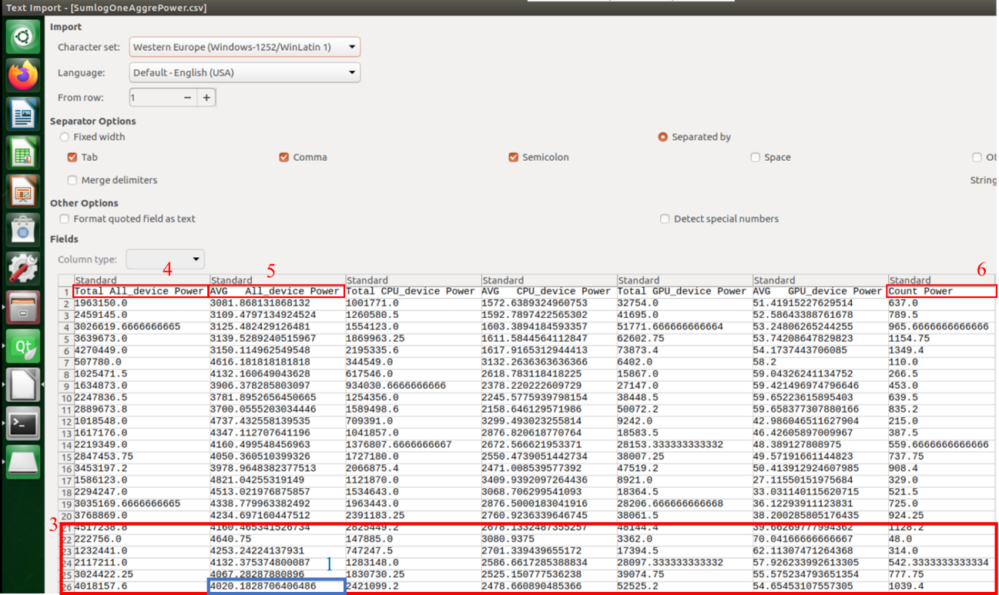 Text Import - [SumlogOneAggrePower.csv]
Import
Character set: Western Europe (Windows-1252/WinLatin 1)
Language: Default - English (USA)
From row: 1 − +
Separator Options
Fixed width Separated by
Tab Comma Semicolon Space Ot
Merge delimiters String
Other Options
Format quoted field as text Detect special numbers
Fields
Column type:
4 5 6
Standard Standard Standard Standard Standard Standard Standard
1 Total All_device Power AVG All_device Power Total CPU_device Power AVG CPU_device Power Total GPU_device Power AVG GPU_device Power Count Power
2 1963150.0 3081.868131868132 1001771.0 1572.6389324960753 32754.0 51.41915227629514 637.0
3 2459145.0 3109.4797134924524 1260580.5 1592.7897422565302 41695.0 52.58643388761678 789.5
4 3026619.6666666665 3125.482429126481 1554123.0 1603.3894184593357 51771.666666666664 53.24806265244255 965.6666666666666
5 3639673.0 3139.5289240515967 1869963.25 1611.5844564112847 62602.75 53.74208647829823 1154.75
6 4270449.0 3150.114962549548 2195335.6 1617.9165312944413 73873.4 54.1737443706085 1349.4
7 507780.0 4616.181818181818 344549.0 3132.2636363636366 6402.0 58.2 110.0
8 1025471.5 4132.160649043628 617546.0 2618.783118418225 15867.0 59.04326241134752 266.5
9 1634873.0 3906.378285803097 934030.6666666666 2378.220222609729 27147.0 59.421496974796646 453.0
10 2247836.5 3781.8952656450665 1254356.0 2245.5775939798154 38448.5 59.65223615895403 639.5
11 2889673.8 3700.0555203034446 1589498.6 2158.646129571986 50072.2 59.658377307880166 835.2
12 1018548.0 4737.432558139535 709391.0 3299.493023255814 9242.0 42.986046511627904 215.0
13 1617176.0 4347.112707641196 1041857.0 2876.820618770764 18583.5 46.42605897009967 387.5
14 2219349.0 4160.499548456963 1376807.6666666667 2672.566621953371 28153.333333333332 48.389127808975 559.6666666666666
15 2847453.75 4050.360510399326 1727180.0 2550.4739051442734 38007.25 49.57191661144823 737.75
16 3453197.2 3978.9648382377513 2066875.4 2471.008539577392 47519.2 50.413912924607985 908.4
17 1586123.0 4821.04255319149 1121870.0 3409.9392097264436 8921.0 27.11550151975684 329.0
18 2294247.0 4513.021976875857 1534643.0 3068.706299541093 18364.5 33.031140115620715 521.5
19 3035169.6666666665 4338.779963382492 1963443.0 2876.5000183041145 28206.666666666668 36.12293911123831 725.0
20 3768869.0 4234.697160447512 2391183.25 2760.9236339646745 38061.5 38.200285805176435 924.25
3
21 4517238.8 4160.465341526734 2825449.2 2678.1332487355257 48144.4 39.66269777994362 1128.2
22 222756.0 4640.75 147885.0 3080.9375 3362.0 70.04166666666667 48.0
23 1232441.0 4253.24224137931 747247.5 2701.339439655172 17394.5 62.11307471264368 314.0
1
24 2117211.0 4132.375374800087 1283148.0 2586.6617285388834 28097.333333333332 57.926233992613305 542.3333333333334
25 3024422.25 4067.28287880896 1830730.25 2525.150777536238 39074.75 55.575234793651354 777.75
26 4018157.6 4020.1828706406486 2421099.2 2478.660890485366 52525.2 54.65453107557305 1039.4